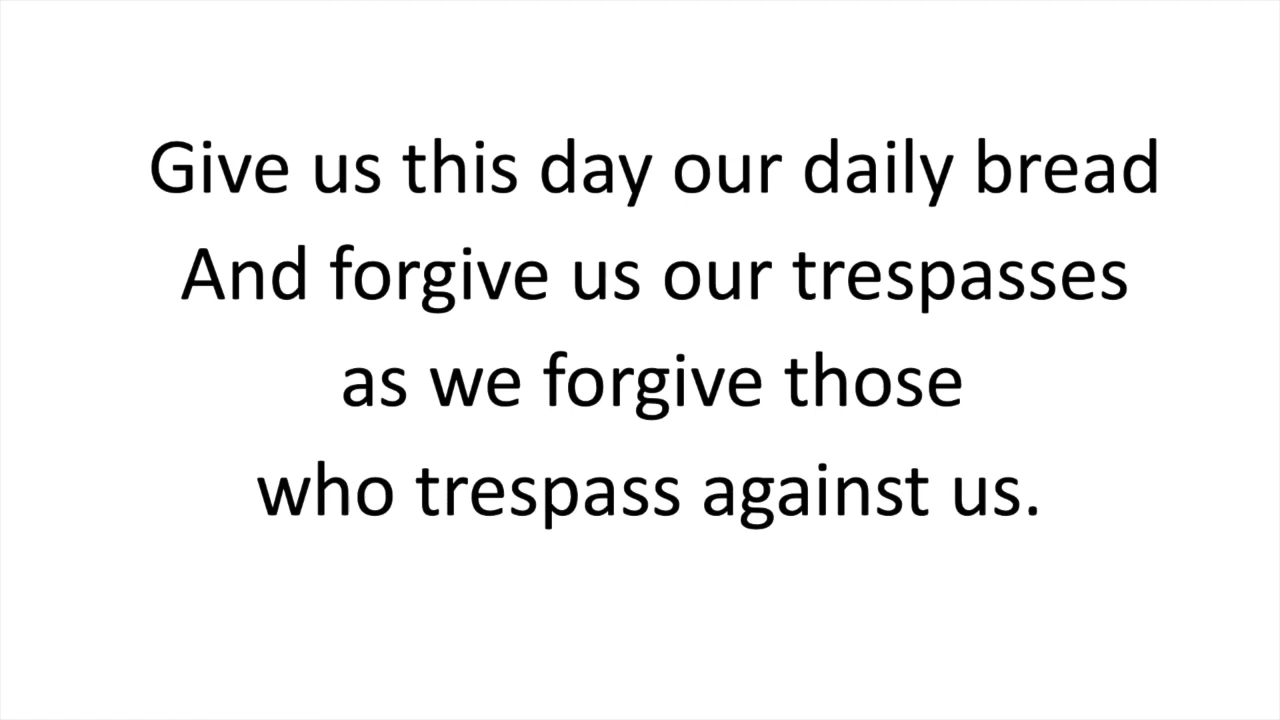 Give us this day our daily bread
And forgive us our trespasses
as we forgive those
who trespass against us.